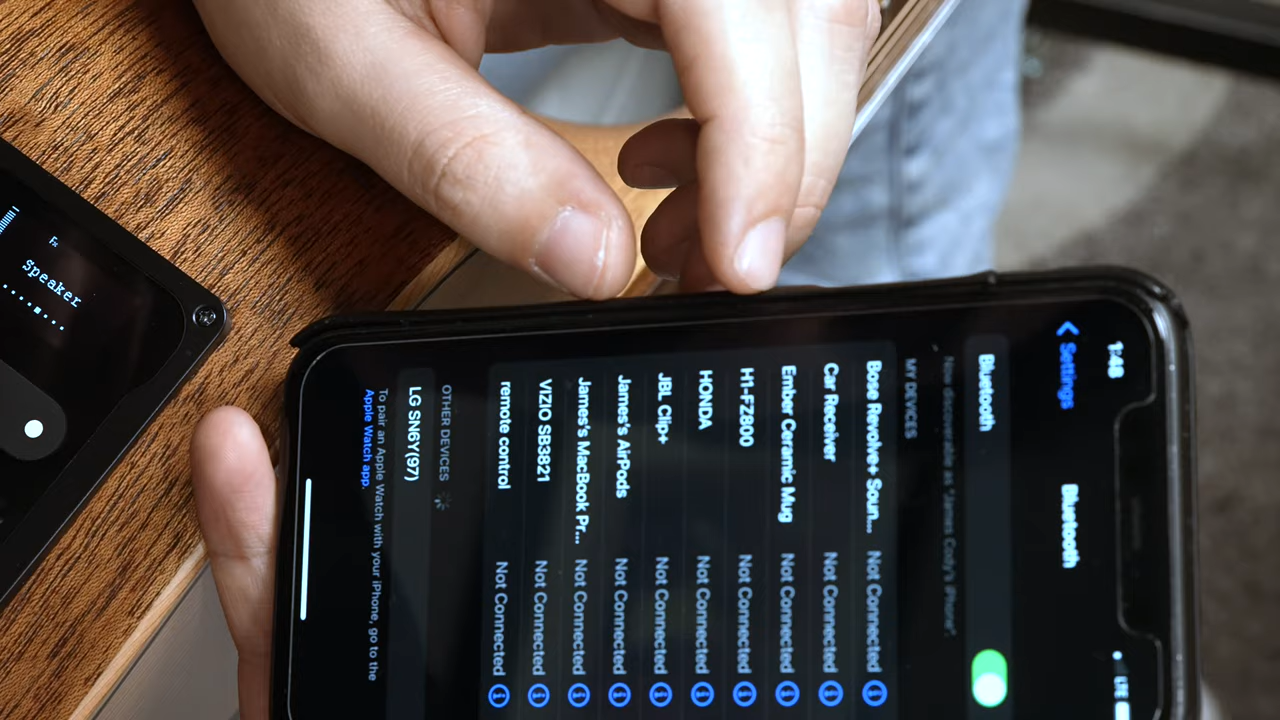 1:48
LTE
Settings
Bluetooth
Bluetooth
Now discoverable as "James Cody's iPhone".
MY DEVICES
Bose Revolve+ Soun... Not Connected
Car Receiver Not Connected
Ember Ceramic Mug Not Connected
H1-FZ800 Not Connected
HONDA Not Connected
JBL Clip+ Not Connected
James's AirPods Not Connected
James's MacBook Pr... Not Connected
VIZIO SB3821 Not Connected
remote control Not Connected
OTHER DEVICES
LG SN6Y(97)
To pair an Apple Watch with your iPhone, go to the
Apple Watch app.
Fx
Speaker